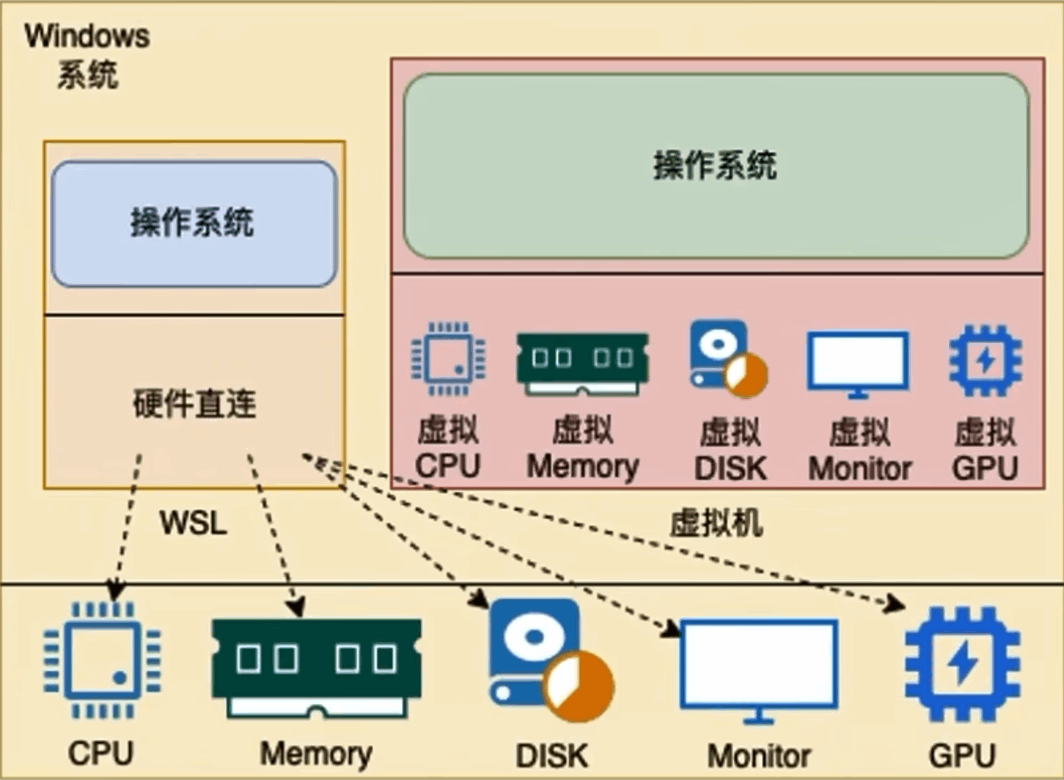 Windows
系统
操作系统
操作系统
硬件直连
虚拟
CPU
虚拟
Memory
虚拟
DISK
虚拟
Monitor
虚拟
GPU
WSL
虚拟机
CPU
Memory
DISK
Monitor
GPU